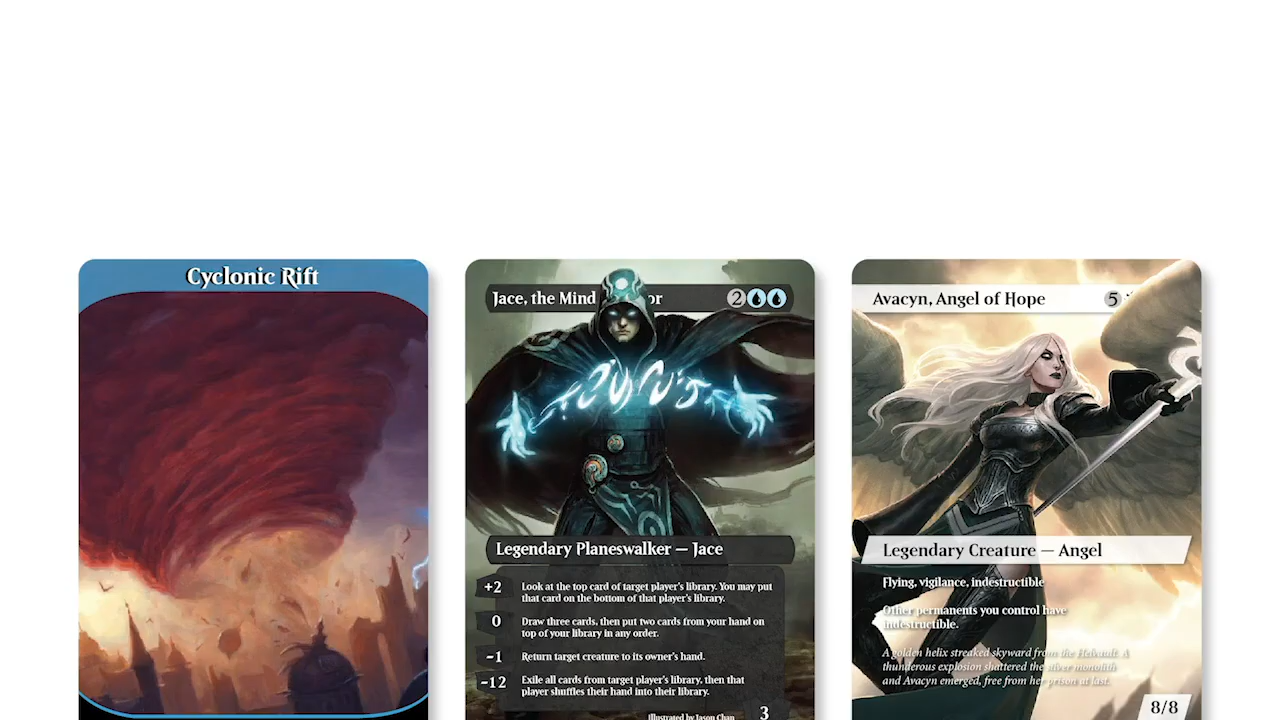 Cyclonic Rift
Jace, the Mind or
2
Avacyn, Angel of Hope
5
Legendary Planeswalker — Jace
+2 Look at the top card of target player's library. You may put
that card on the bottom of that player's library.
0 Draw three cards, then put two cards from your hand on
top of your library in any order.
-1 Return target creature to its owner's hand.
-12 Exile all cards from target player's library, then that
player shuffles their hand into their library.
Illustrated by Jason Chan
3
Legendary Creature — Angel
Flying, vigilance, indestructible
Other permanents you control have
indestructible.
A golden helix streaked skyward from the Helvault. A
thunderous explosion shattered the silver monolith
and Avacyn emerged, free from her prison at last.
8/8